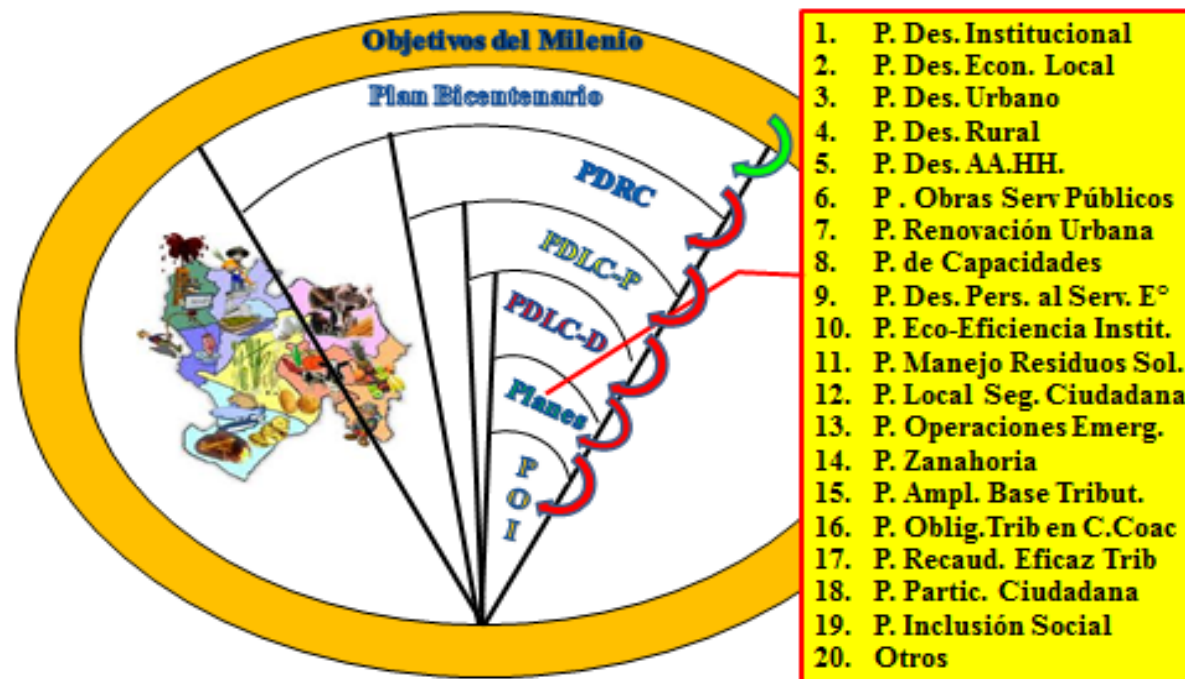 Objetivos del Milenio
Plan Bicentenario
PDRC
PDLC-P
PDLC-D
Planes
P
O
I
1. P. Des. Institucional
2. P. Des. Econ. Local
3. P. Des. Urbano
4. P. Des. Rural
5. P. Des. AA.HH.
6. P . Obras Serv Públicos
7. P. Renovación Urbana
8. P. de Capacidades
9. P. Des. Pers. al Serv. E°
10. P. Eco-Eficiencia Instit.
11. P. Manejo Residuos Sol.
12. P. Local Seg. Ciudadana
13. P. Operaciones Emerg.
14. P. Zanahoria
15. P. Ampl. Base Tribut.
16. P. Oblig.Trib en C.Coac
17. P. Recaud. Eficaz Trib
18. P. Partic. Ciudadana
19. P. Inclusión Social
20. Otros